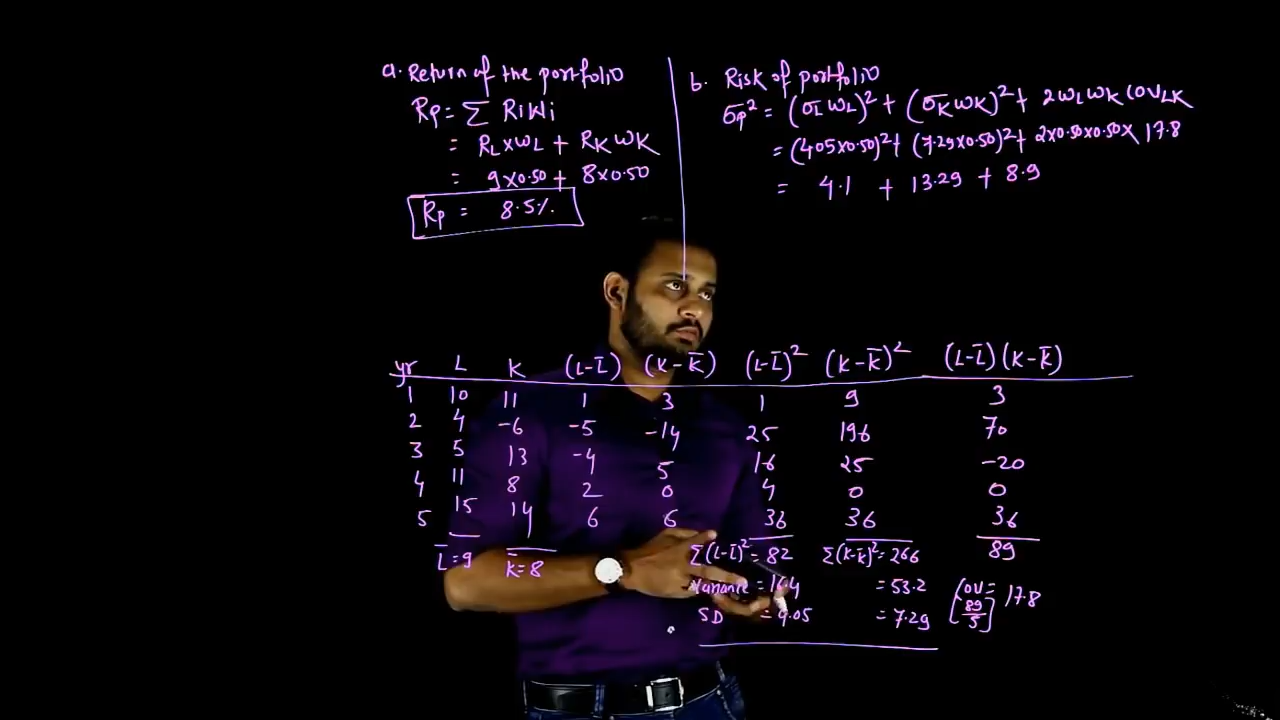 a. Return of the portfolio
Rp = Σ RiWi
= RL×WL + RK WK
= 9×0.50 + 8×0.50
Rp = 8.5%
b. Risk of portfolio
σp² = (σL WL)² + (σK WK)² + 2WL WK COVLK
= (4.05×0.50)² + (7.29×0.50)² + 2×0.50×0.50× 17.8
= 4.1 + 13.29 + 8.9
yr L K (L-L̄) (K-K̄) (L-L̄)² (K-K̄)² (L-L̄)(K-K̄)
1 10 11 1 3 1 9 3
2 4 -6 -5 -14 25 196 70
3 5 13 -4 5 16 25 -20
4 11 8 2 0 4 0 0
5 15 14 6 6 36 36 36
L̄=9 K̄=8 Σ(L-L̄)² = 82 Σ(K-K̄)² = 266 89
Variance = 16.4 = 53.2 [COV = 89/5] 17.8
SD = 4.05 = 7.29